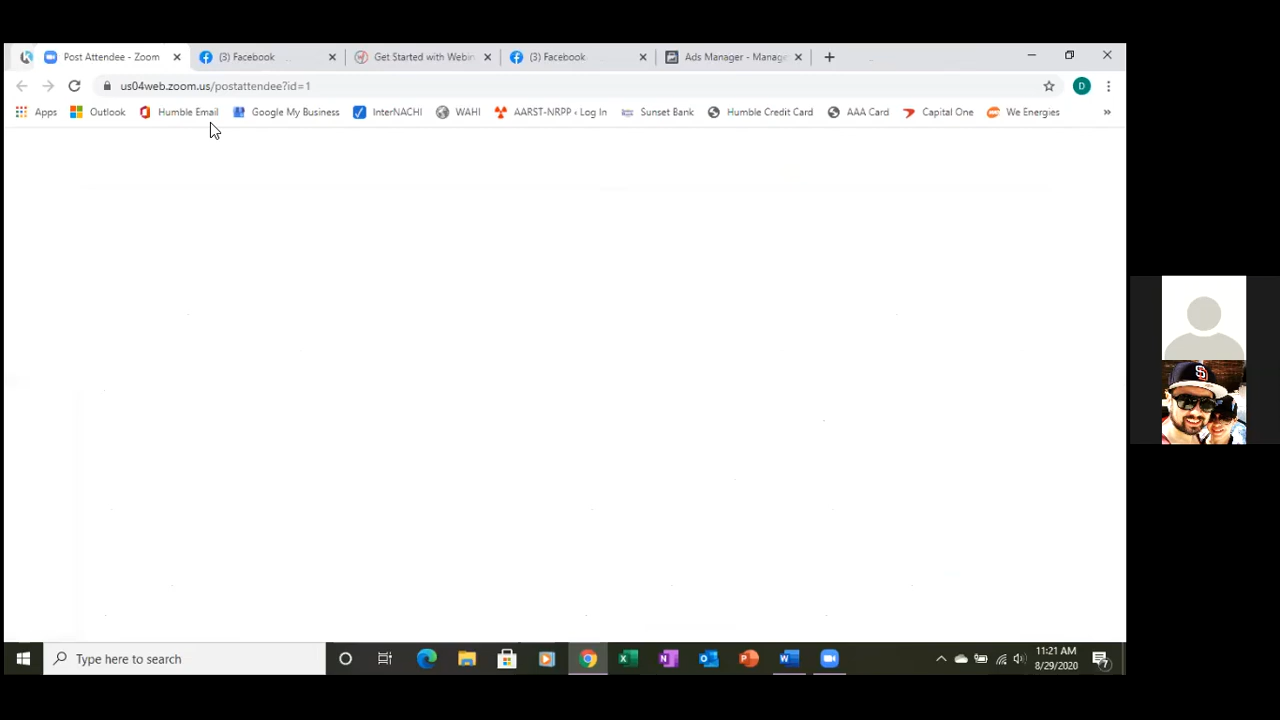 Post Attendee - Zoom (3) Facebook Get Started with Webin (3) Facebook Ads Manager - Manage
us04web.zoom.us/postattendee?id=1 D
Apps Outlook Humble Email Google My Business InterNACHI WAHI AARST-NRPP ‹ Log In Sunset Bank Humble Credit Card AAA Card Capital One We Energies »
Type here to search
11:21 AM
8/29/2020
7